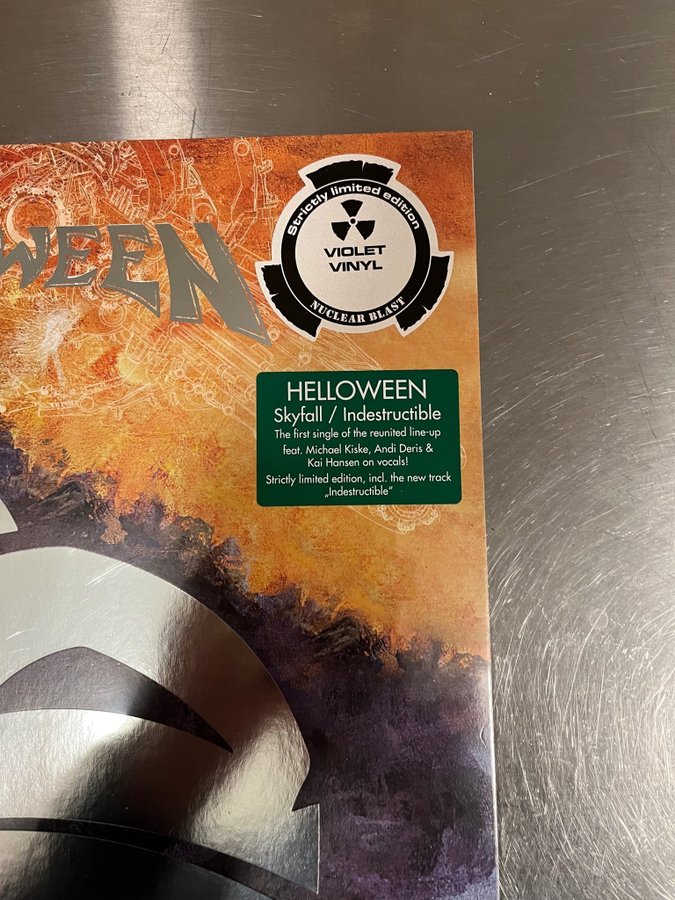 WEEN
Strictly limited edition
VIOLET
VINYL
NUCLEAR BLAST
HELLOWEEN
Skyfall / Indestructible
The first single of the reunited line-up
feat. Michael Kiske, Andi Deris &
Kai Hansen on vocals!
Strictly limited edition, incl. the new track
„Indestructible“